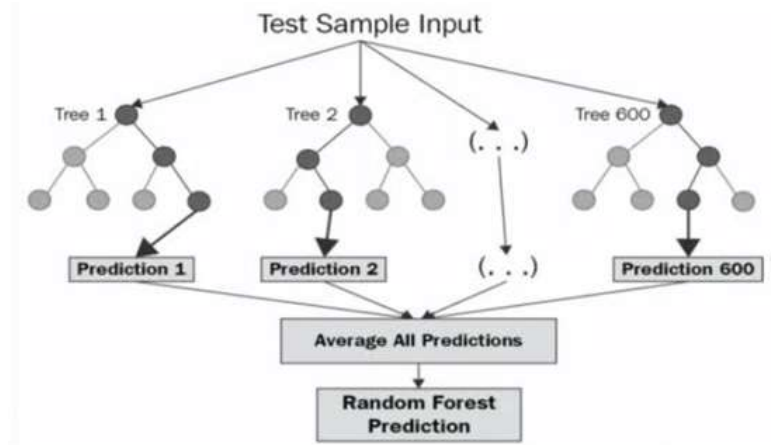 Test Sample Input
Tree 1
Tree 2
(. . .)
Tree 600
Prediction 1
Prediction 2
(. . .)
Prediction 600
Average All Predictions
Random Forest
Prediction